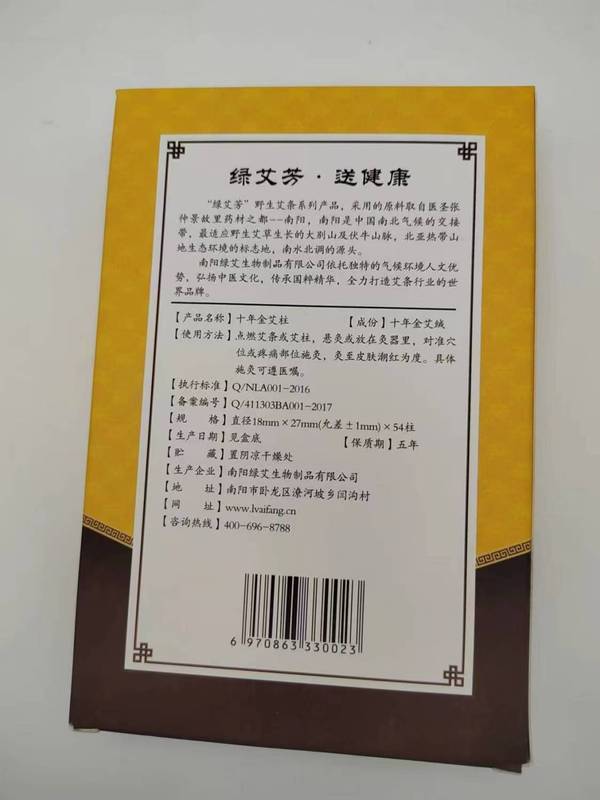 绿艾芳·送健康
“绿艾芳”野生艾条系列产品，采用的原料取自医圣张
仲景故里药材之都--南阳，南阳是中国南北气候的交接
带，最适应野生艾草生长的大别山及伏牛山脉，北亚热带山
地生态环境的标志地，南水北调的源头。
南阳绿艾生物制品有限公司依托独特的气候环境人文优
势，弘扬中医文化，传承国粹精华，全力打造艾条行业的世
界品牌。
【产品名称】十年金艾柱 【成份】十年金艾绒
【使用方法】点燃艾条或艾柱，悬灸或放在灸器里，对准穴
位或疼痛部位施灸，灸至皮肤潮红为度。具体
施灸可遵医嘱。
【执行标准】Q/NLA001-2016
【备案编号】Q/411303BA001-2017
【规 格】直径18mm×27mm(允差±1mm)×54柱
【生产日期】见盒底 【保质期】五年
【贮 藏】置阴凉干燥处
【生产企业】南阳绿艾生物制品有限公司
【地 址】南阳市卧龙区潦河坡乡闫沟村
【网 址】www.lvaifang.cn
【咨询热线】400-696-8788
6 970863 330023